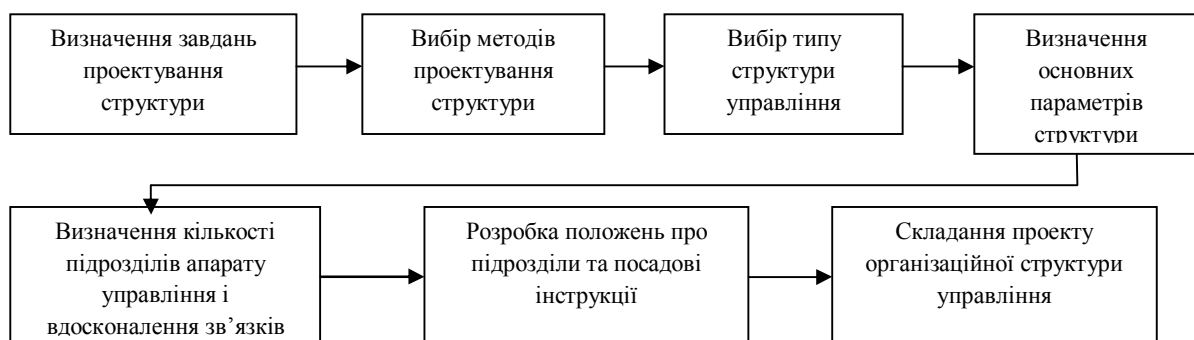 Визначення завдань
проектування
структури
Вибір методів
проектування
структури
Вибір типу
структури
управління
Визначення
основних
параметрів
структури
Визначення кількості
підрозділів апарату
управління і
вдосконалення зв’язків
Розробка положень про
підрозділи та посадові
інструкції
Складання проекту
організаційної структури
управління